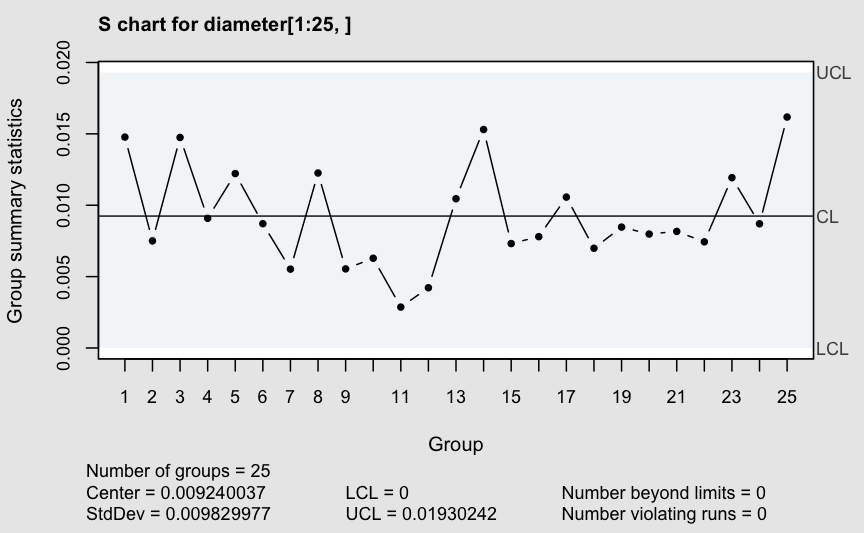 S chart for diameter[1:25, ]
Group summary statistics
0.020
0.015
0.010
0.005
0.000
UCL
CL
LCL
1 2 3 4 5 6 7 8 9 11 13 15 17 19 21 23 25
Group
Number of groups = 25
Center = 0.009240037 LCL = 0 Number beyond limits = 0
StdDev = 0.009829977 UCL = 0.01930242 Number violating runs = 0